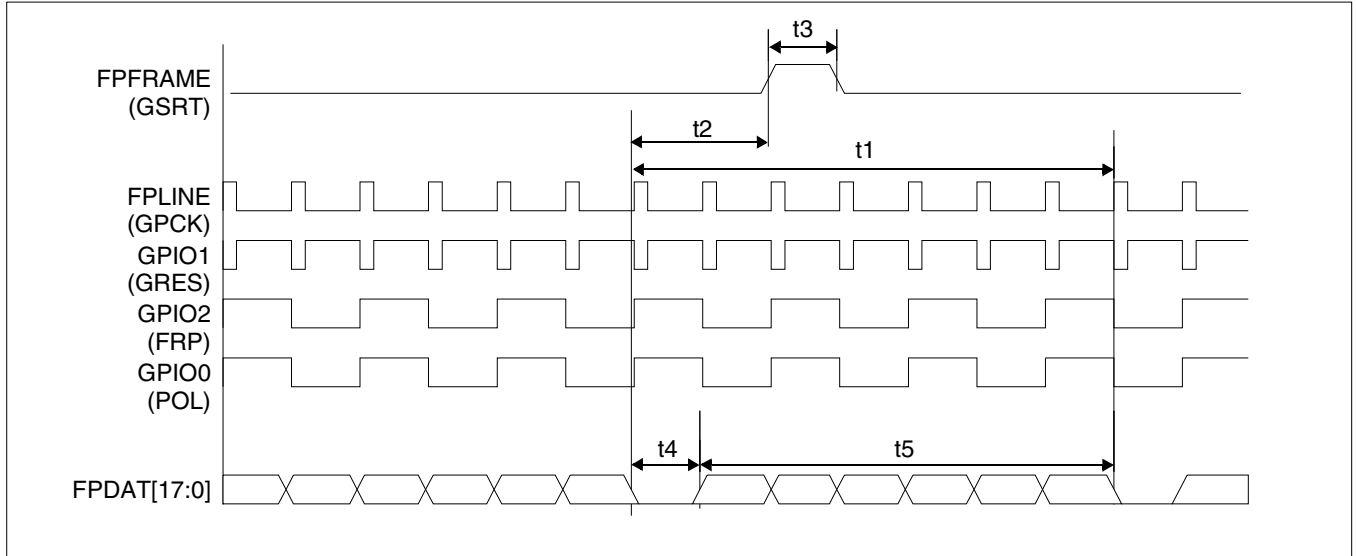 t3
FPFRAME
(GSRT)
t2
t1
FPLINE
(GPCK)
GPIO1
(GRES)
GPIO2
(FRP)
GPIO0
(POL)
t4
t5
FPDAT[17:0]